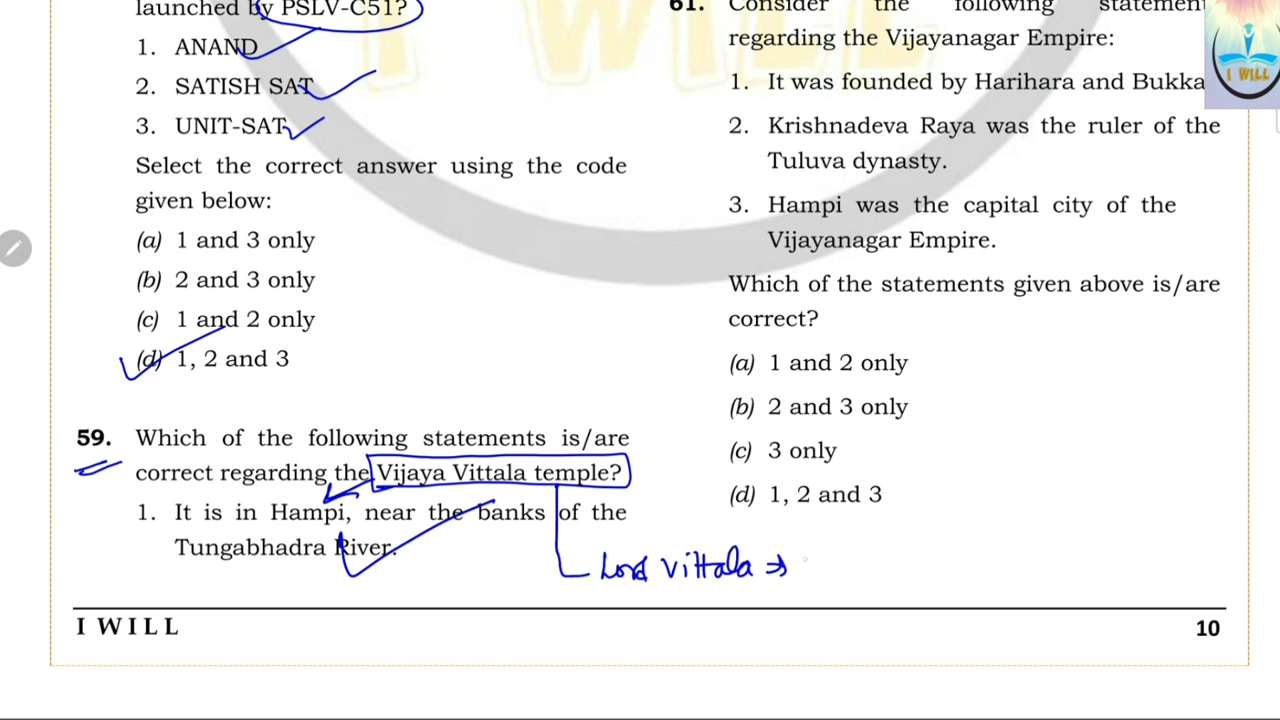 launched by PSLV-C51?
1. ANAND
2. SATISH SAT
3. UNIT-SAT
Select the correct answer using the code
given below:
(a) 1 and 3 only
(b) 2 and 3 only
(c) 1 and 2 only
(d) 1, 2 and 3
59. Which of the following statements is/are
correct regarding the Vijaya Vittala temple?
1. It is in Hampi, near the banks of the
Tungabhadra River.
Lord Vittala ⇒
61. Consider the following statement
regarding the Vijayanagar Empire:
1. It was founded by Harihara and Bukka
2. Krishnadeva Raya was the ruler of the
Tuluva dynasty.
3. Hampi was the capital city of the
Vijayanagar Empire.
Which of the statements given above is/are
correct?
(a) 1 and 2 only
(b) 2 and 3 only
(c) 3 only
(d) 1, 2 and 3
I WILL
10
I WILL
I WILL